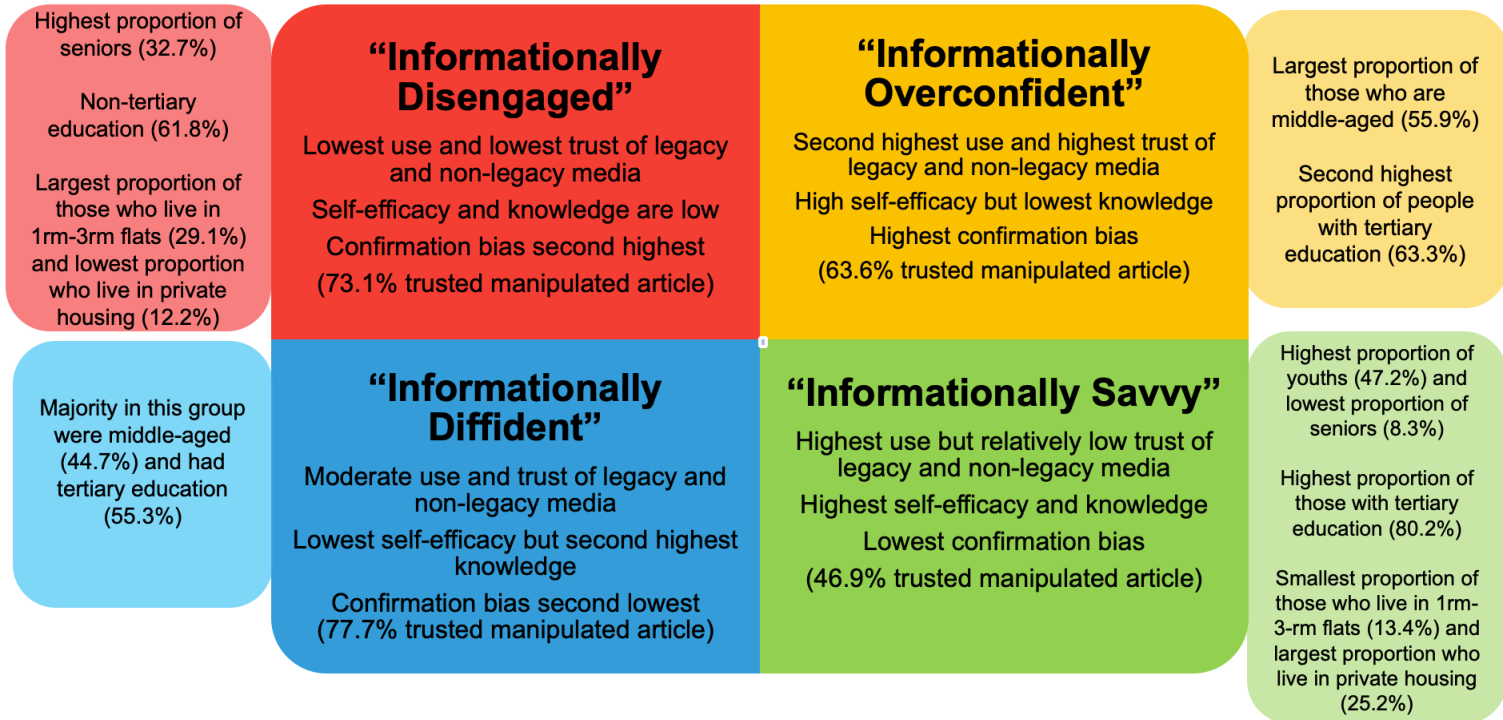 Highest proportion of
seniors (32.7%)
Non-tertiary
education (61.8%)
Largest proportion of
those who live in
1rm-3rm flats (29.1%)
and lowest proportion
who live in private
housing (12.2%)
“Informationally
Disengaged”
Lowest use and lowest trust of legacy
and non-legacy media
Self-efficacy and knowledge are low
Confirmation bias second highest
(73.1% trusted manipulated article)
“Informationally
Overconfident”
Second highest use and highest trust of
legacy and non-legacy media
High self-efficacy but lowest knowledge
Highest confirmation bias
(63.6% trusted manipulated article)
Largest proportion of
those who are
middle-aged (55.9%)
Second highest
proportion of people
with tertiary
education (63.3%)
Majority in this group
were middle-aged
(44.7%) and had
tertiary education
(55.3%)
“Informationally
Diffident”
Moderate use and trust of legacy and
non-legacy media
Lowest self-efficacy but second highest
knowledge
Confirmation bias second lowest
(77.7% trusted manipulated article)
“Informationally Savvy”
Highest use but relatively low trust of
legacy and non-legacy media
Highest self-efficacy and knowledge
Lowest confirmation bias
(46.9% trusted manipulated article)
Highest proportion of
youths (47.2%) and
lowest proportion of
seniors (8.3%)
Highest proportion of
those with tertiary
education (80.2%)
Smallest proportion of
those who live in 1rm-
3-rm flats (13.4%) and
largest proportion who
live in private housing
(25.2%)